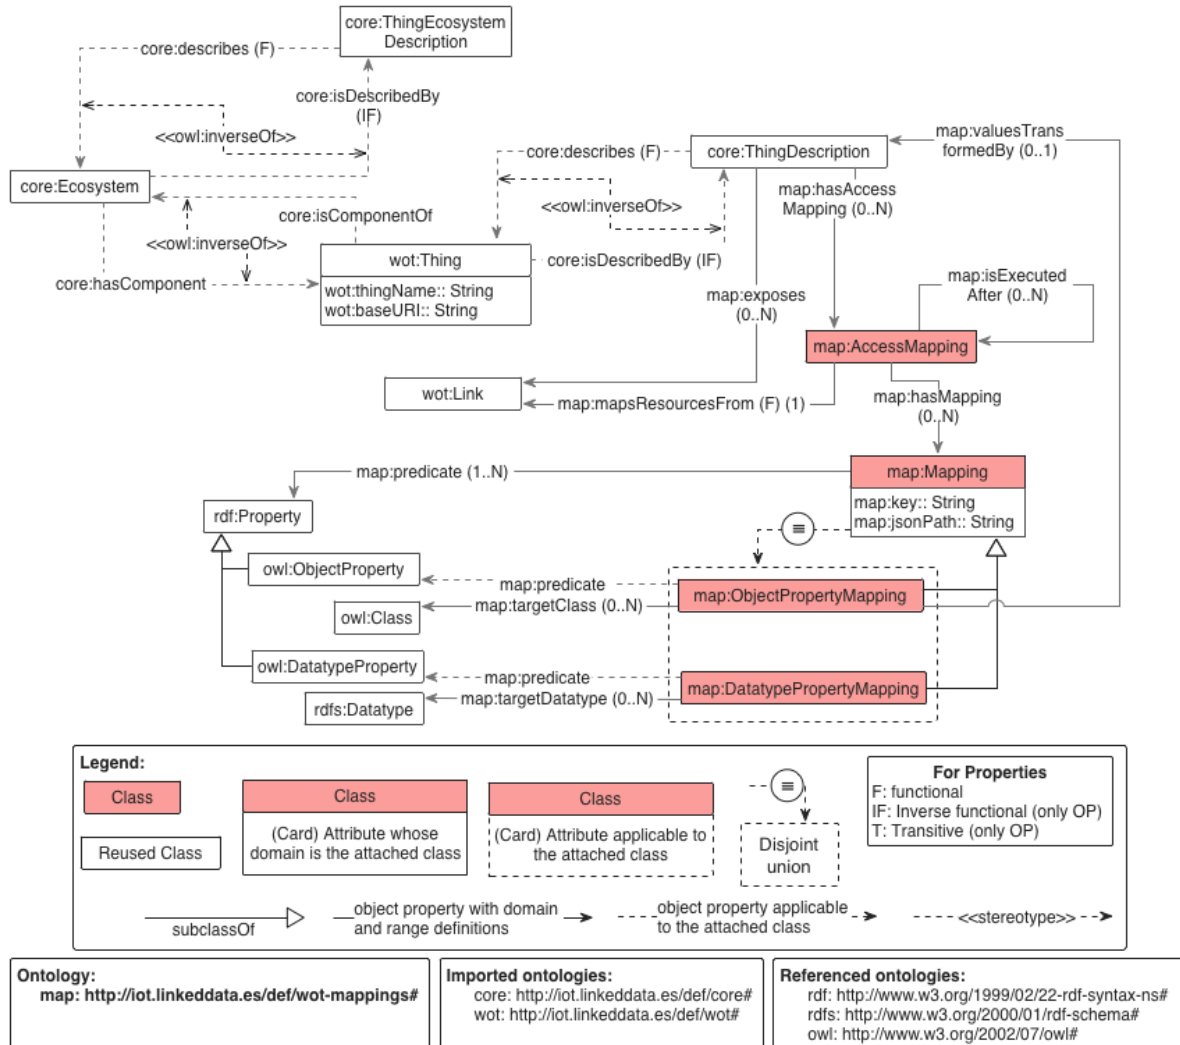 core:ThingEcosystem
Description
core:describes (F)
core:isDescribedBy
(IF)
<<owl:inverseOf>>
core:Ecosystem
core:isComponentOf
<<owl:inverseOf>>
core:hasComponent
wot:Thing
wot:thingName:: String
wot:baseURI:: String
core:describes (F)
<<owl:inverseOf>>
core:isDescribedBy (IF)
core:ThingDescription
map:valuesTrans
formedBy (0..1)
map:hasAccess
Mapping (0..N)
map:exposes
(0..N)
map:isExecuted
After (0..N)
map:AccessMapping
wot:Link
map:mapsResourcesFrom (F) (1)
map:hasMapping
(0..N)
map:predicate (1..N)
map:Mapping
map:key:: String
map:jsonPath:: String
rdf:Property
≡
owl:ObjectProperty
map:predicate
map:ObjectPropertyMapping
owl:Class
map:targetClass (0..N)
owl:DatatypeProperty
map:predicate
map:DatatypePropertyMapping
rdfs:Datatype
map:targetDatatype (0..N)
Legend:
Class
Reused Class
Class
(Card) Attribute whose
domain is the attached class
Class
(Card) Attribute applicable to
the attached class
≡
Disjoint
union
For Properties
F: functional
IF: Inverse functional (only OP)
T: Transitive (only OP)
subclassOf
object property with domain
and range definitions
object property applicable
to the attached class
<<stereotype>>
Ontology:
map: http://iot.linkeddata.es/def/wot-mappings#
Imported ontologies:
core: http://iot.linkeddata.es/def/core#
wot: http://iot.linkeddata.es/def/wot#
Referenced ontologies:
rdf: http://www.w3.org/1999/02/22-rdf-syntax-ns#
rdfs: http://www.w3.org/2000/01/rdf-schema#
owl: http://www.w3.org/2002/07/owl#